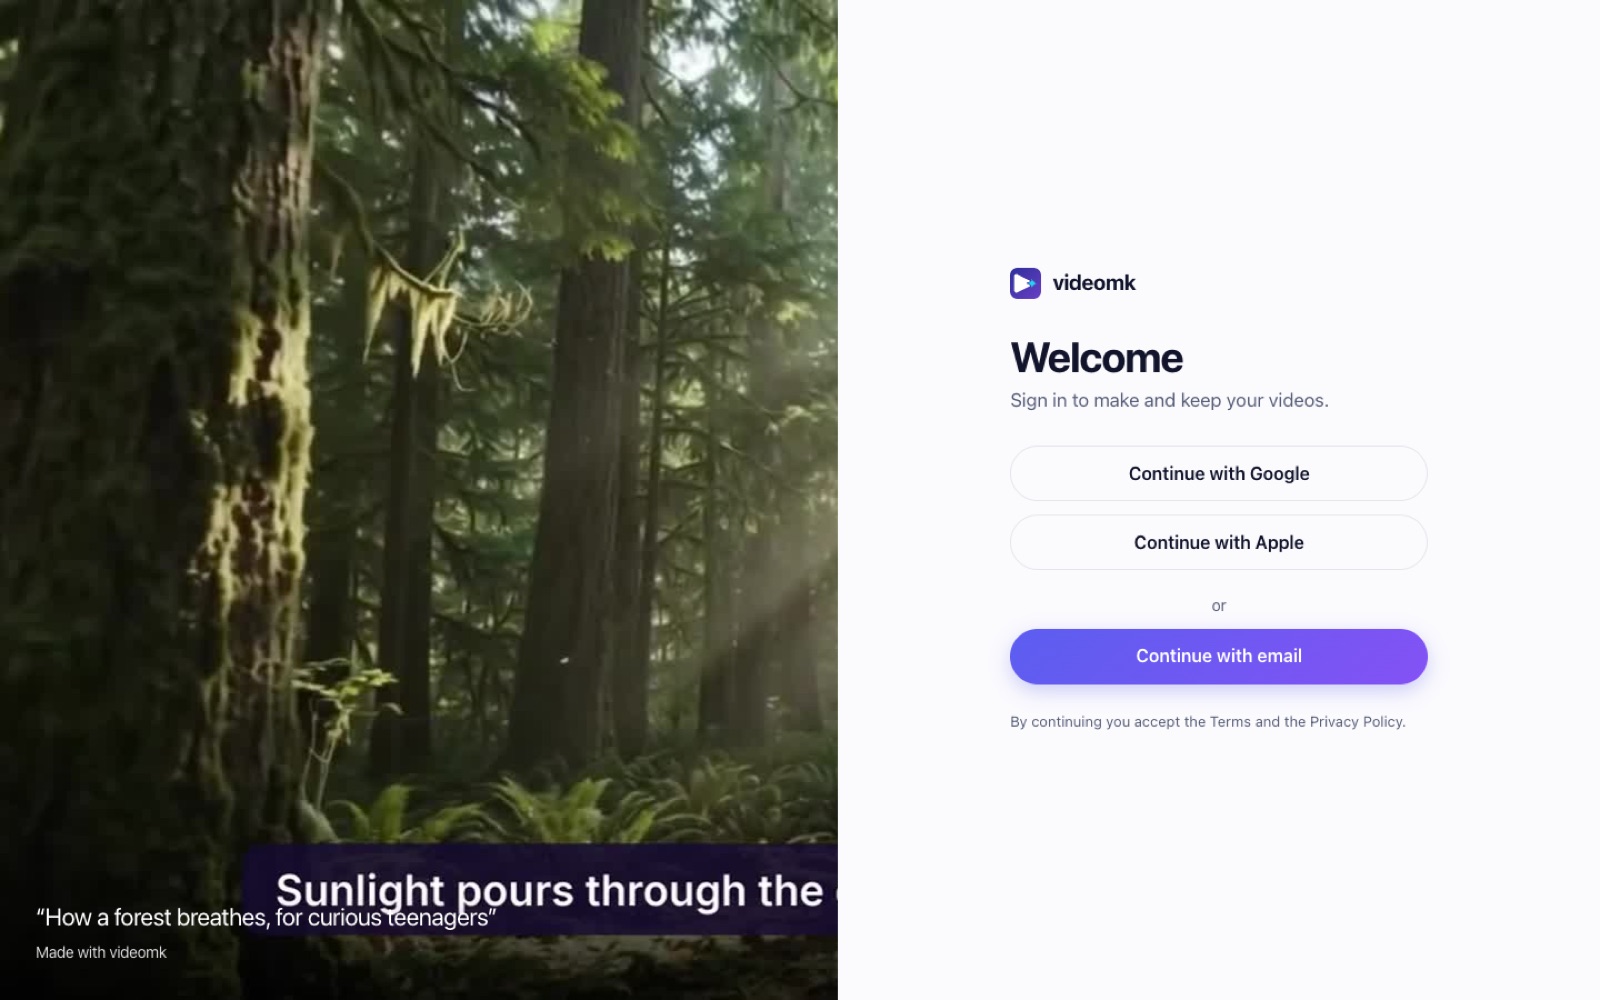 Sunlight pours through the
“How a forest breathes, for curious teenagers”
Made with videomk
videomk
Welcome
Sign in to make and keep your videos.
Continue with Google
Continue with Apple
or
Continue with email
By continuing you accept the Terms and the Privacy Policy.